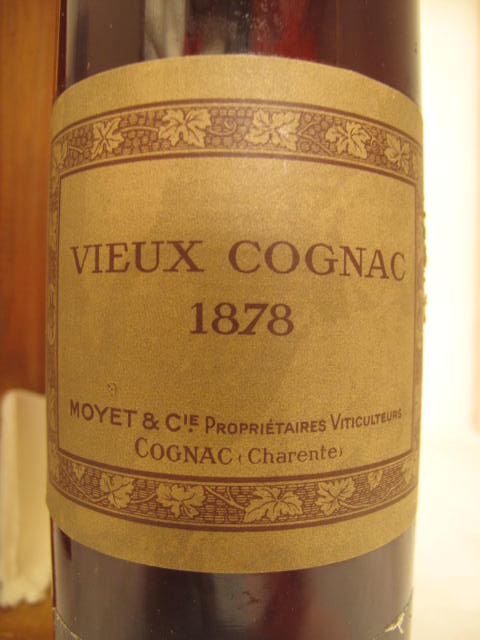 VIEUX COGNAC
1878
MOYET & CIE. PROPRIÉTAIRES VITICULTEURS
COGNAC (Charente)